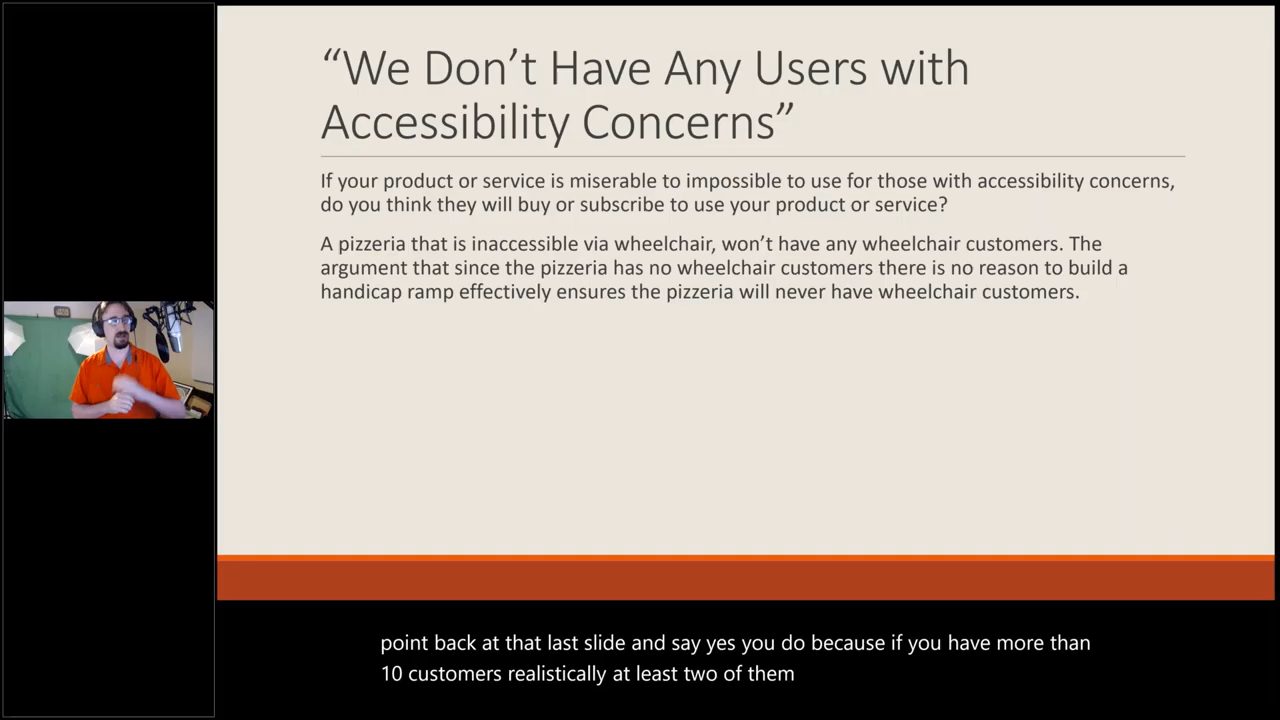 “We Don’t Have Any Users with
Accessibility Concerns”
If your product or service is miserable to impossible to use for those with accessibility concerns,
do you think they will buy or subscribe to use your product or service?
A pizzeria that is inaccessible via wheelchair, won’t have any wheelchair customers. The
argument that since the pizzeria has no wheelchair customers there is no reason to build a
handicap ramp effectively ensures the pizzeria will never have wheelchair customers.
point back at that last slide and say yes you do because if you have more than
10 customers realistically at least two of them